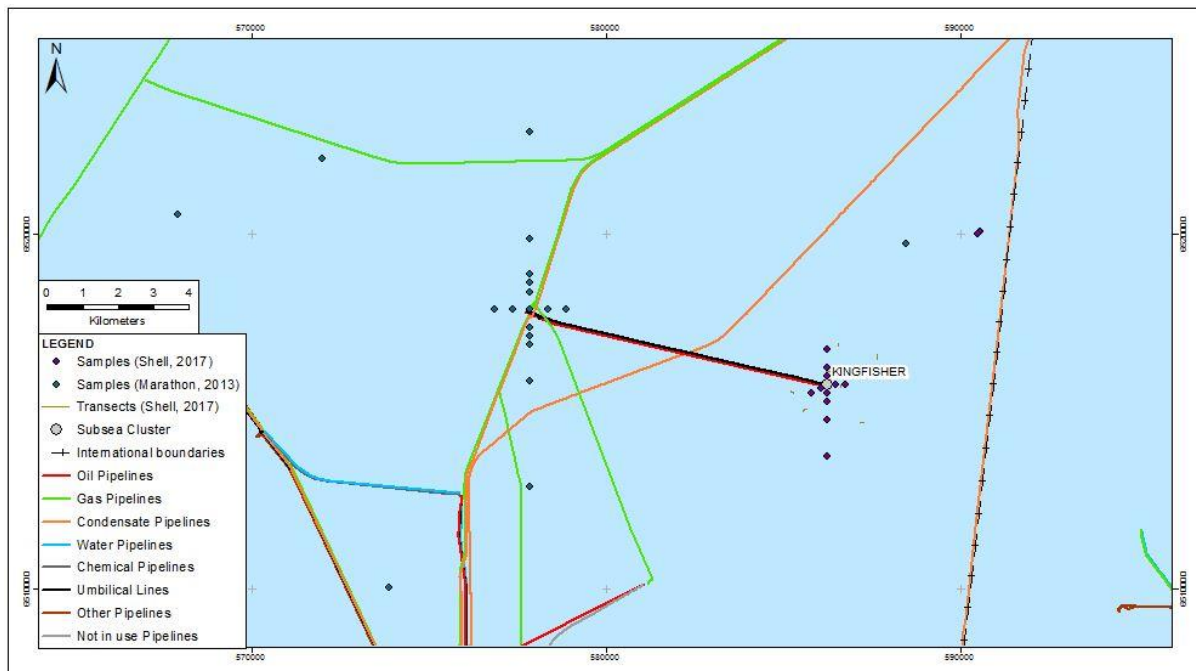 570000
580000
590000
N
6520000
6520000
0 1 2 3 4
Kilometers
LEGEND
Samples (Shell, 2017)
Samples (Marathon, 2013)
Transects (Shell, 2017)
Subsea Cluster
International boundaries
Oil Pipelines
Gas Pipelines
Condensate Pipelines
Water Pipelines
Chemical Pipelines
Umbilical Lines
Other Pipelines
Not in use Pipelines
KINGFISHER
6510000
6510000
570000
580000
590000